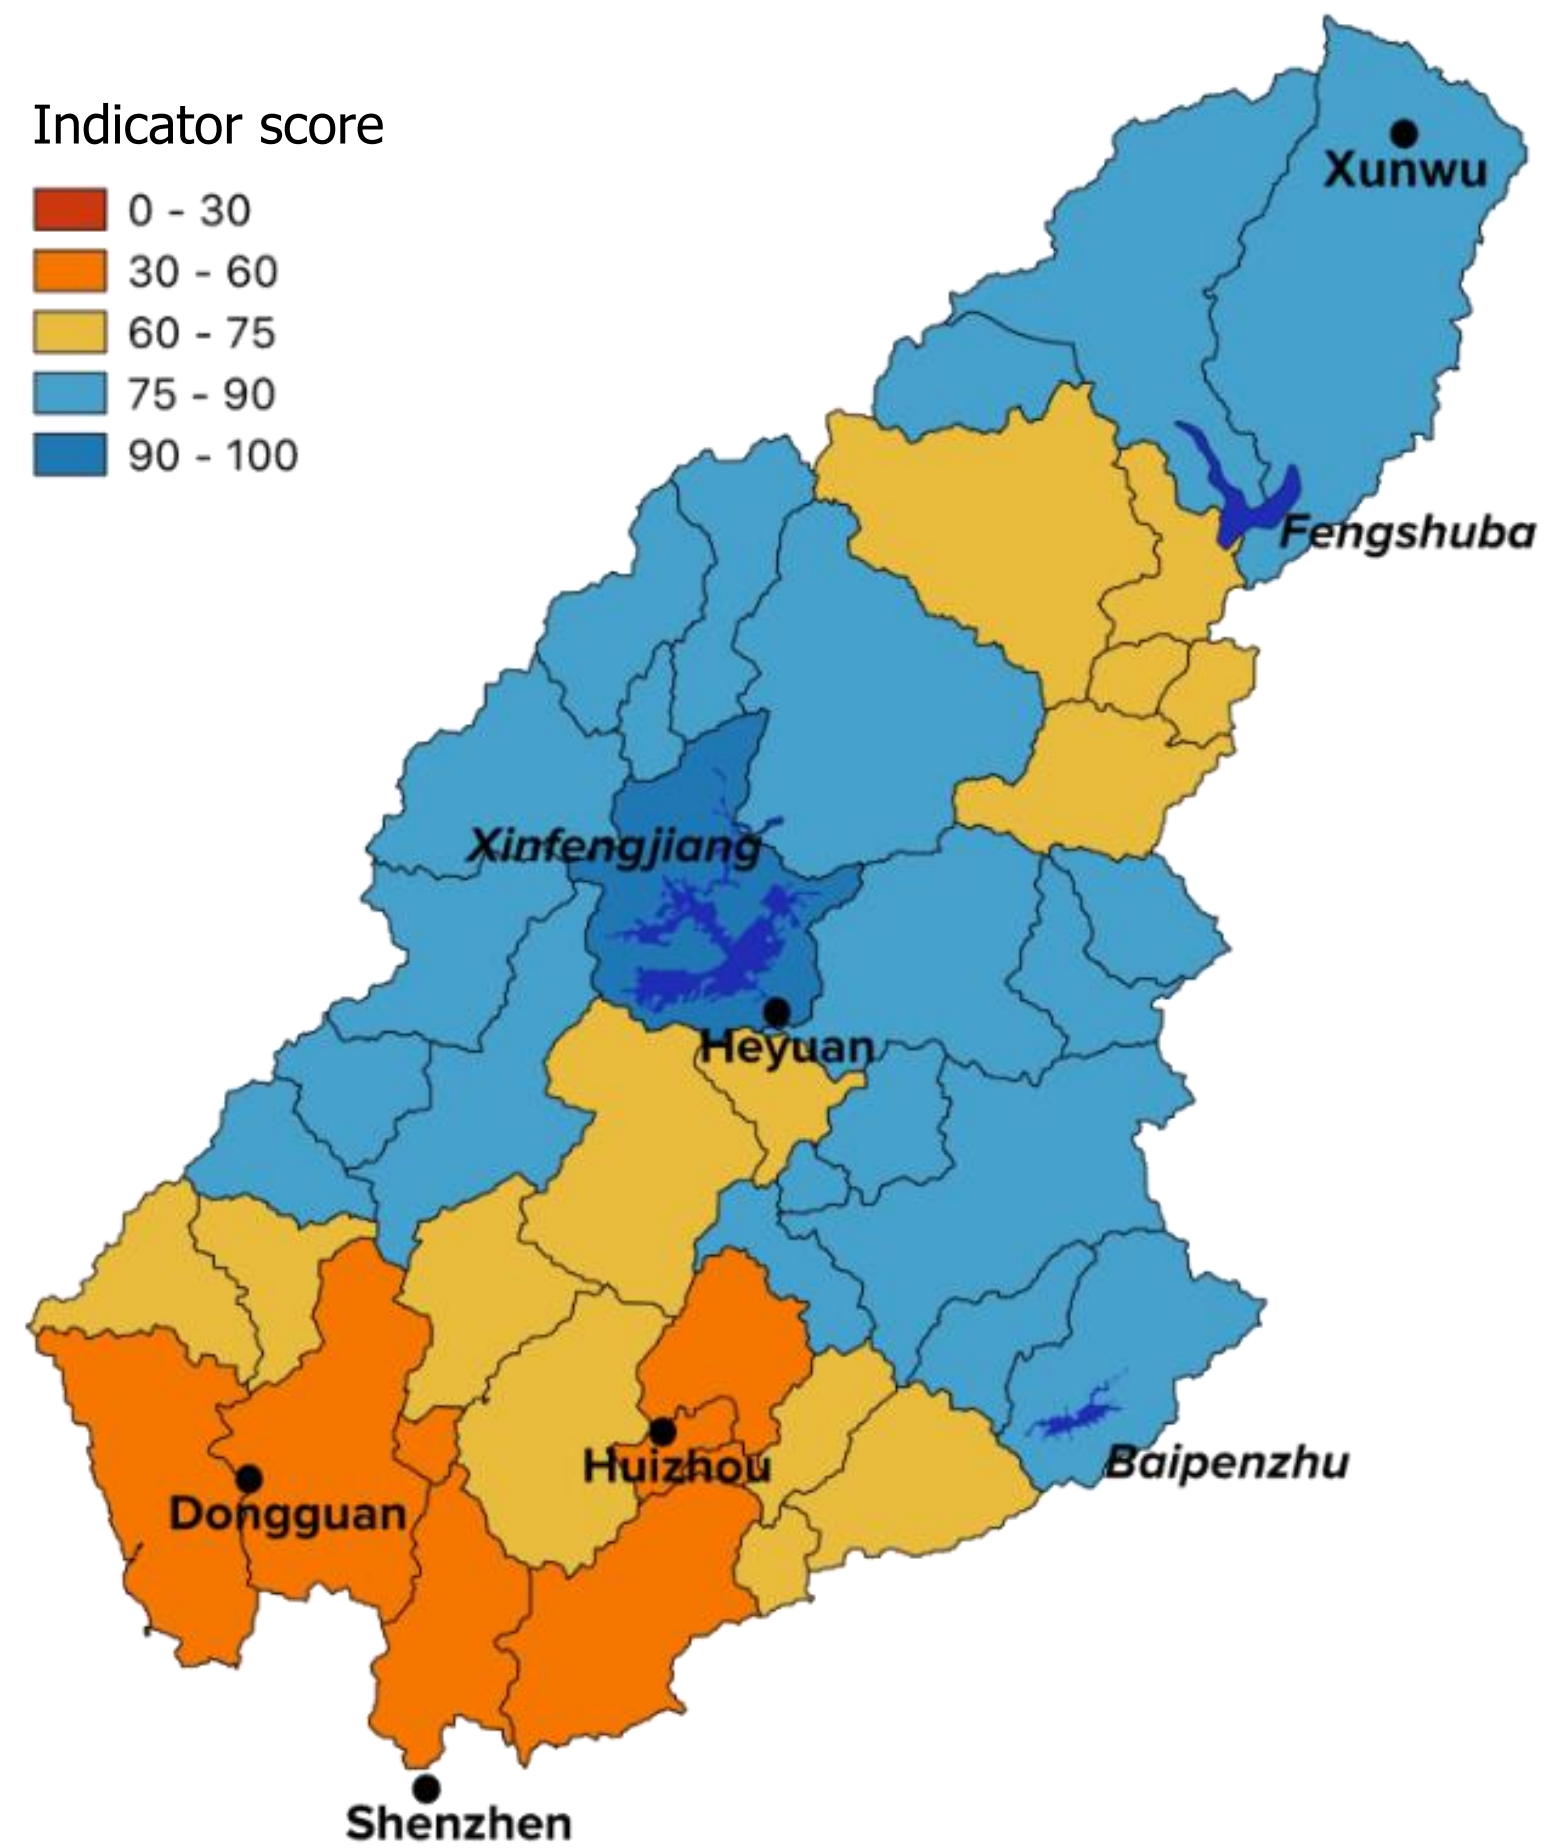 Indicator score
0 - 30
30 - 60
60 - 75
75 - 90
90 - 100
Xunwu
Fengshuba
Xinfengjiang
Heyuan
Huizhou
Baipenzhu
Dongguan
Shenzhen